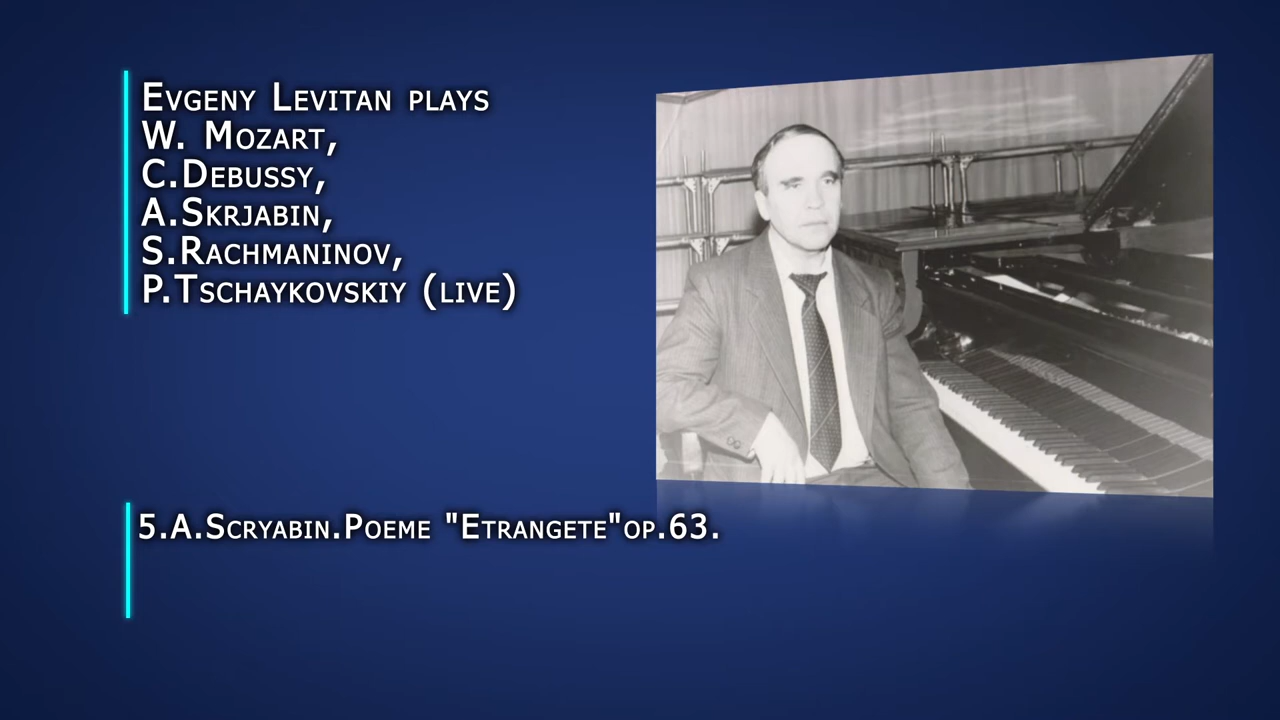 Evgeny Levitan plays
W. Mozart,
C.Debussy,
A.Skrjabin,
S.Rachmaninov,
P.Tschaykovskiy (live)
5.A.Scryabin.Poeme "Etrangete"op.63.